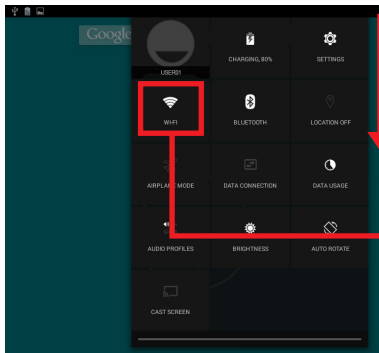 Google
USER01
CHARGING, 80%
SETTINGS
WI-FI
BLUETOOTH
LOCATION OFF
AIRPLANE MODE
DATA CONNECTION
DATA USAGE
AUDIO PROFILES
BRIGHTNESS
AUTO ROTATE
CAST SCREEN